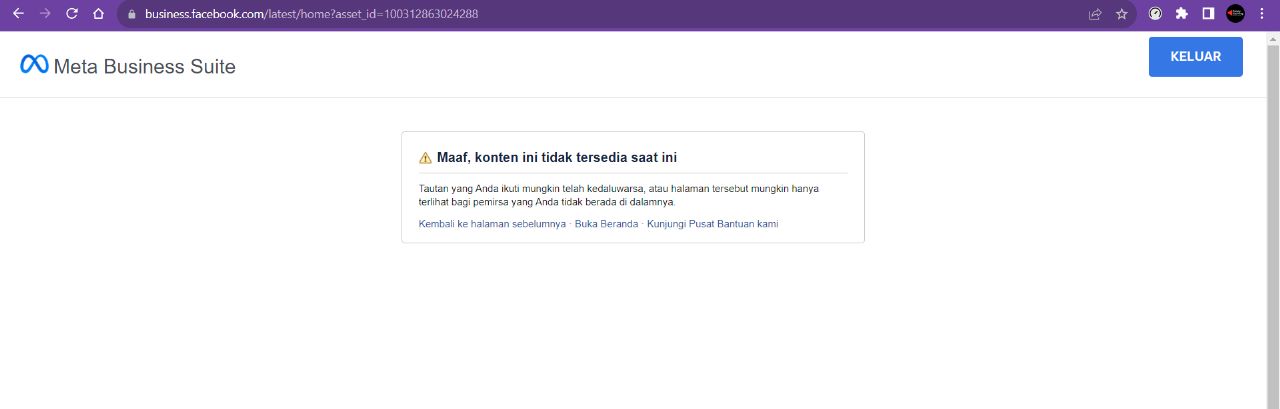 business.facebook.com/latest/home?asset_id=100312863024288
Meta Business Suite
KELUAR
Maaf, konten ini tidak tersedia saat ini
Tautan yang Anda ikuti mungkin telah kedaluwarsa, atau halaman tersebut mungkin hanya
terlihat bagi pemirsa yang Anda tidak berada di dalamnya.
Kembali ke halaman sebelumnya · Buka Beranda · Kunjungi Pusat Bantuan kami